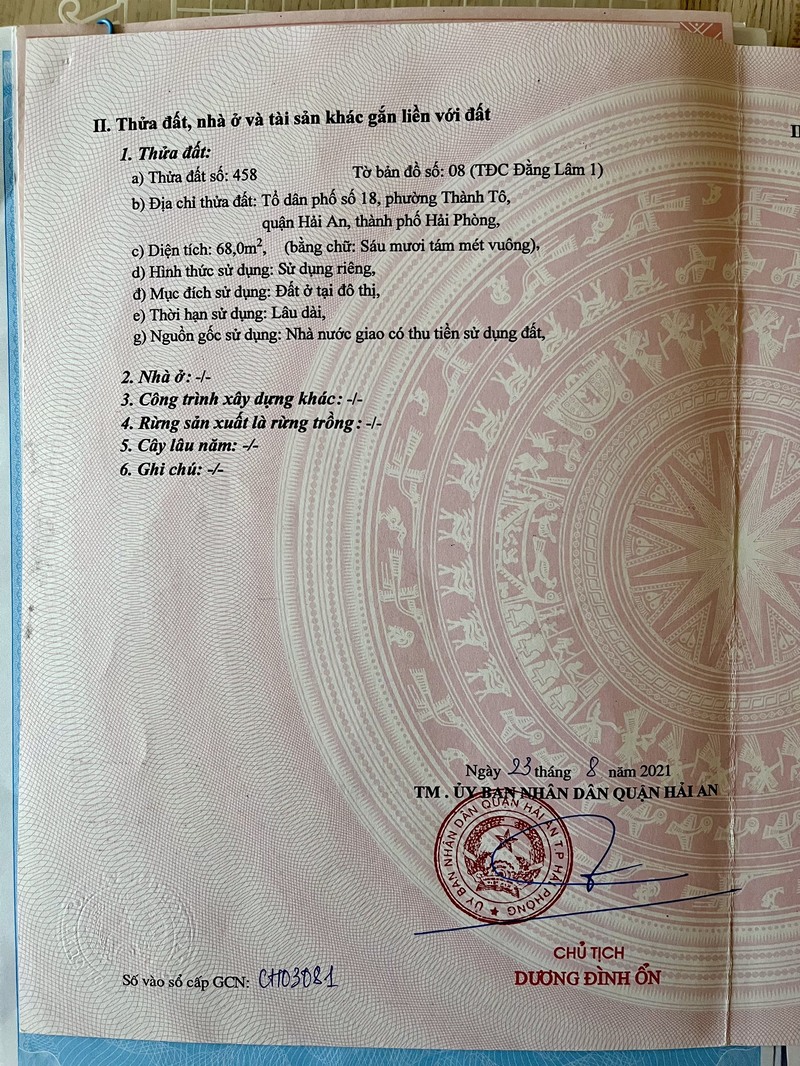 II. Thửa đất, nhà ở và tài sản khác gắn liền với đất
1. Thửa đất:
a) Thửa đất số: 458 Tờ bản đồ số: 08 (TĐC Đằng Lâm 1)
b) Địa chỉ thửa đất: Tổ dân phố số 18, phường Thành Tô,
quận Hải An, thành phố Hải Phòng,
c) Diện tích: 68,0m², (bằng chữ: Sáu mươi tám mét vuông),
d) Hình thức sử dụng: Sử dụng riêng,
đ) Mục đích sử dụng: Đất ở tại đô thị,
e) Thời hạn sử dụng: Lâu dài,
g) Nguồn gốc sử dụng: Nhà nước giao có thu tiền sử dụng đất,
2. Nhà ở: -/-
3. Công trình xây dựng khác: -/-
4. Rừng sản xuất là rừng trồng: -/-
5. Cây lâu năm: -/-
6. Ghi chú: -/-
Ngày 23 tháng 8 năm 2021
TM . ỦY BAN NHÂN DÂN QUẬN HẢI AN
ỦY BAN NHÂN DÂN QUẬN HẢI AN T.P HẢI PHÒNG
CHỦ TỊCH
DƯƠNG ĐÌNH ỔN
Số vào sổ cấp GCN: CH03081